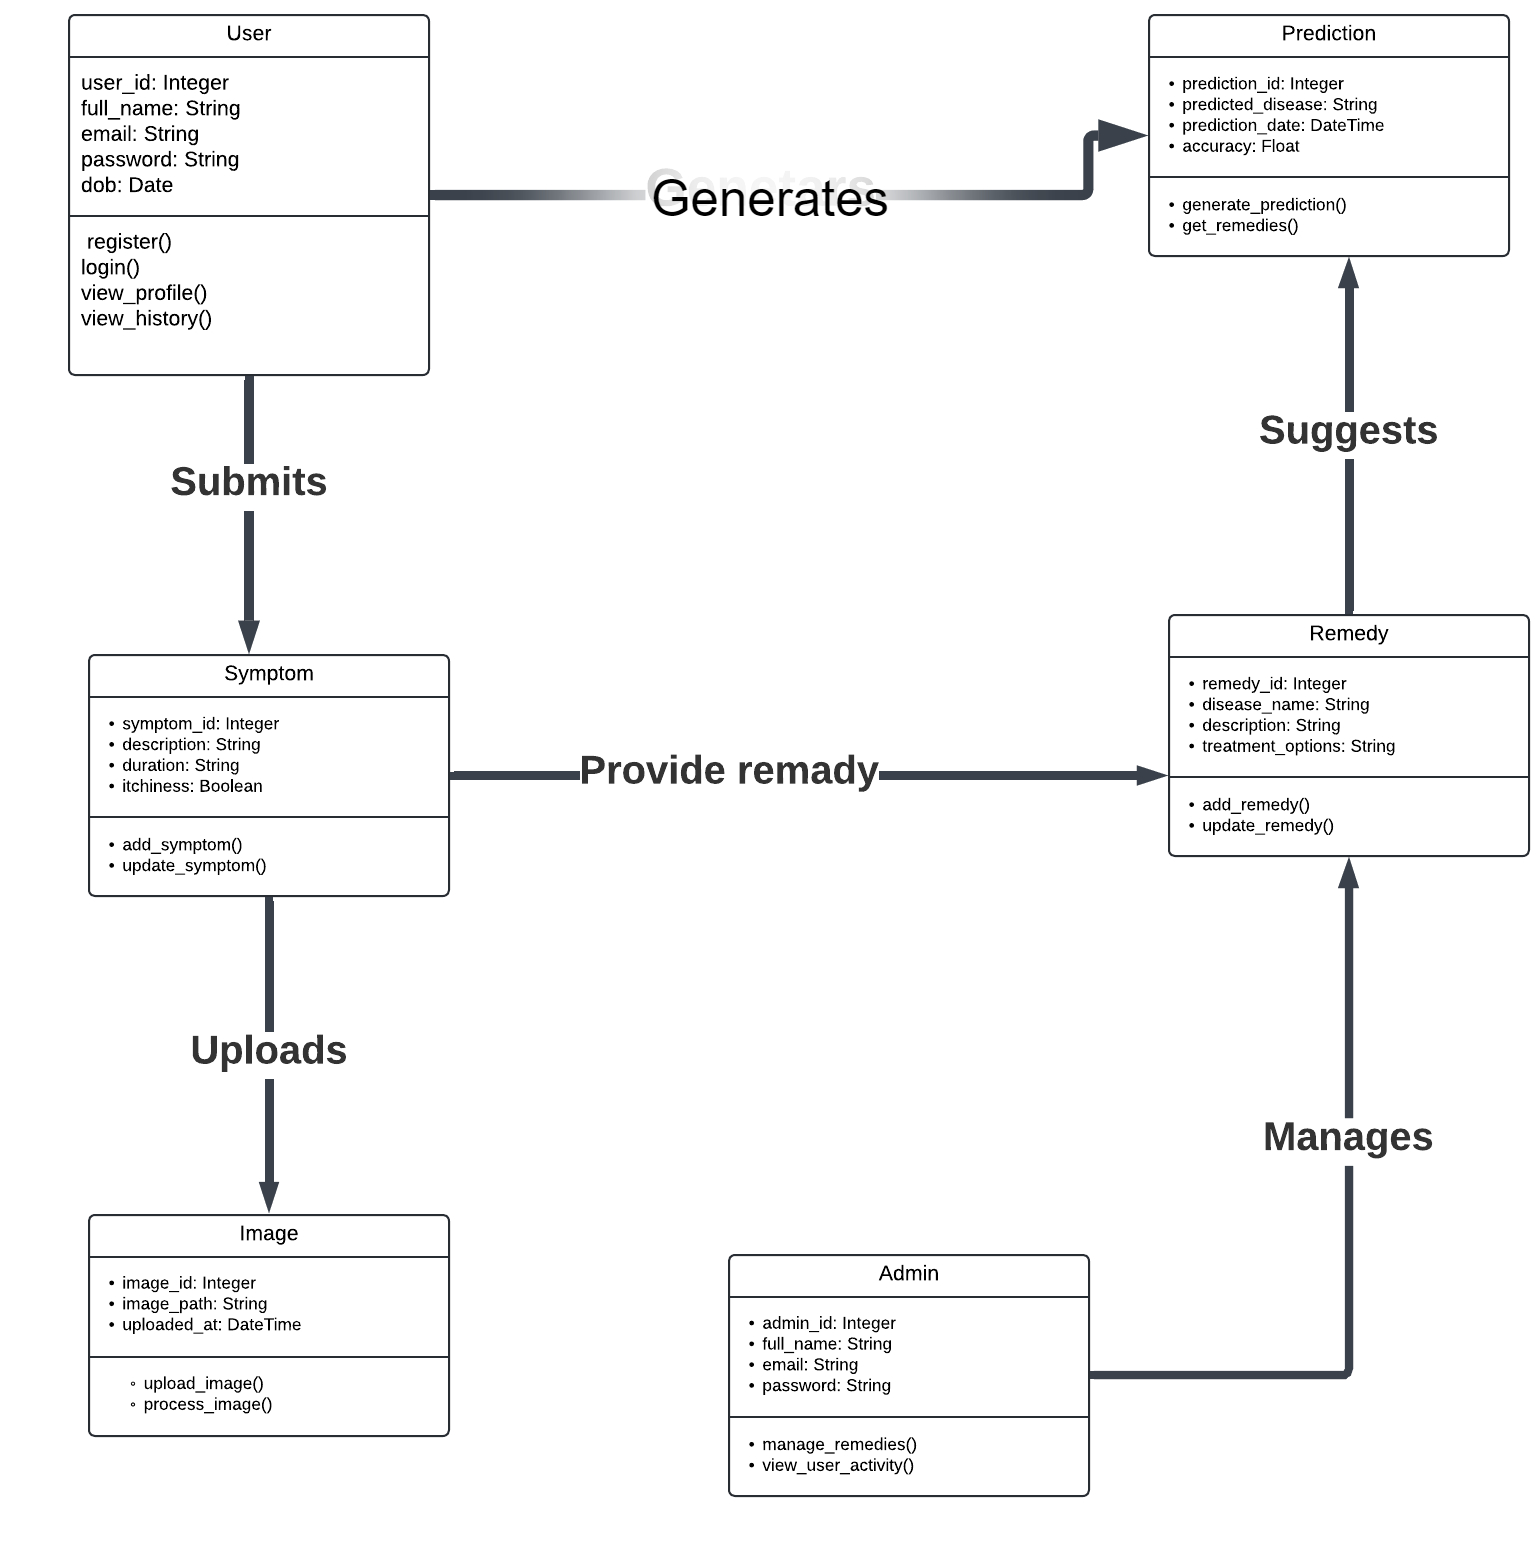 User
user_id: Integer
full_name: String
email: String
password: String
dob: Date
register()
login()
view_profile()
view_history()
Generates
Prediction
• prediction_id: Integer
• predicted_disease: String
• prediction_date: DateTime
• accuracy: Float
• generate_prediction()
• get_remedies()
Submits
Suggests
Symptom
• symptom_id: Integer
• description: String
• duration: String
• itchiness: Boolean
• add_symptom()
• update_symptom()
Provide remady
Remedy
• remedy_id: Integer
• disease_name: String
• description: String
• treatment_options: String
• add_remedy()
• update_remedy()
Uploads
Manages
Image
• image_id: Integer
• image_path: String
• uploaded_at: DateTime
◦ upload_image()
◦ process_image()
Admin
• admin_id: Integer
• full_name: String
• email: String
• password: String
• manage_remedies()
• view_user_activity()